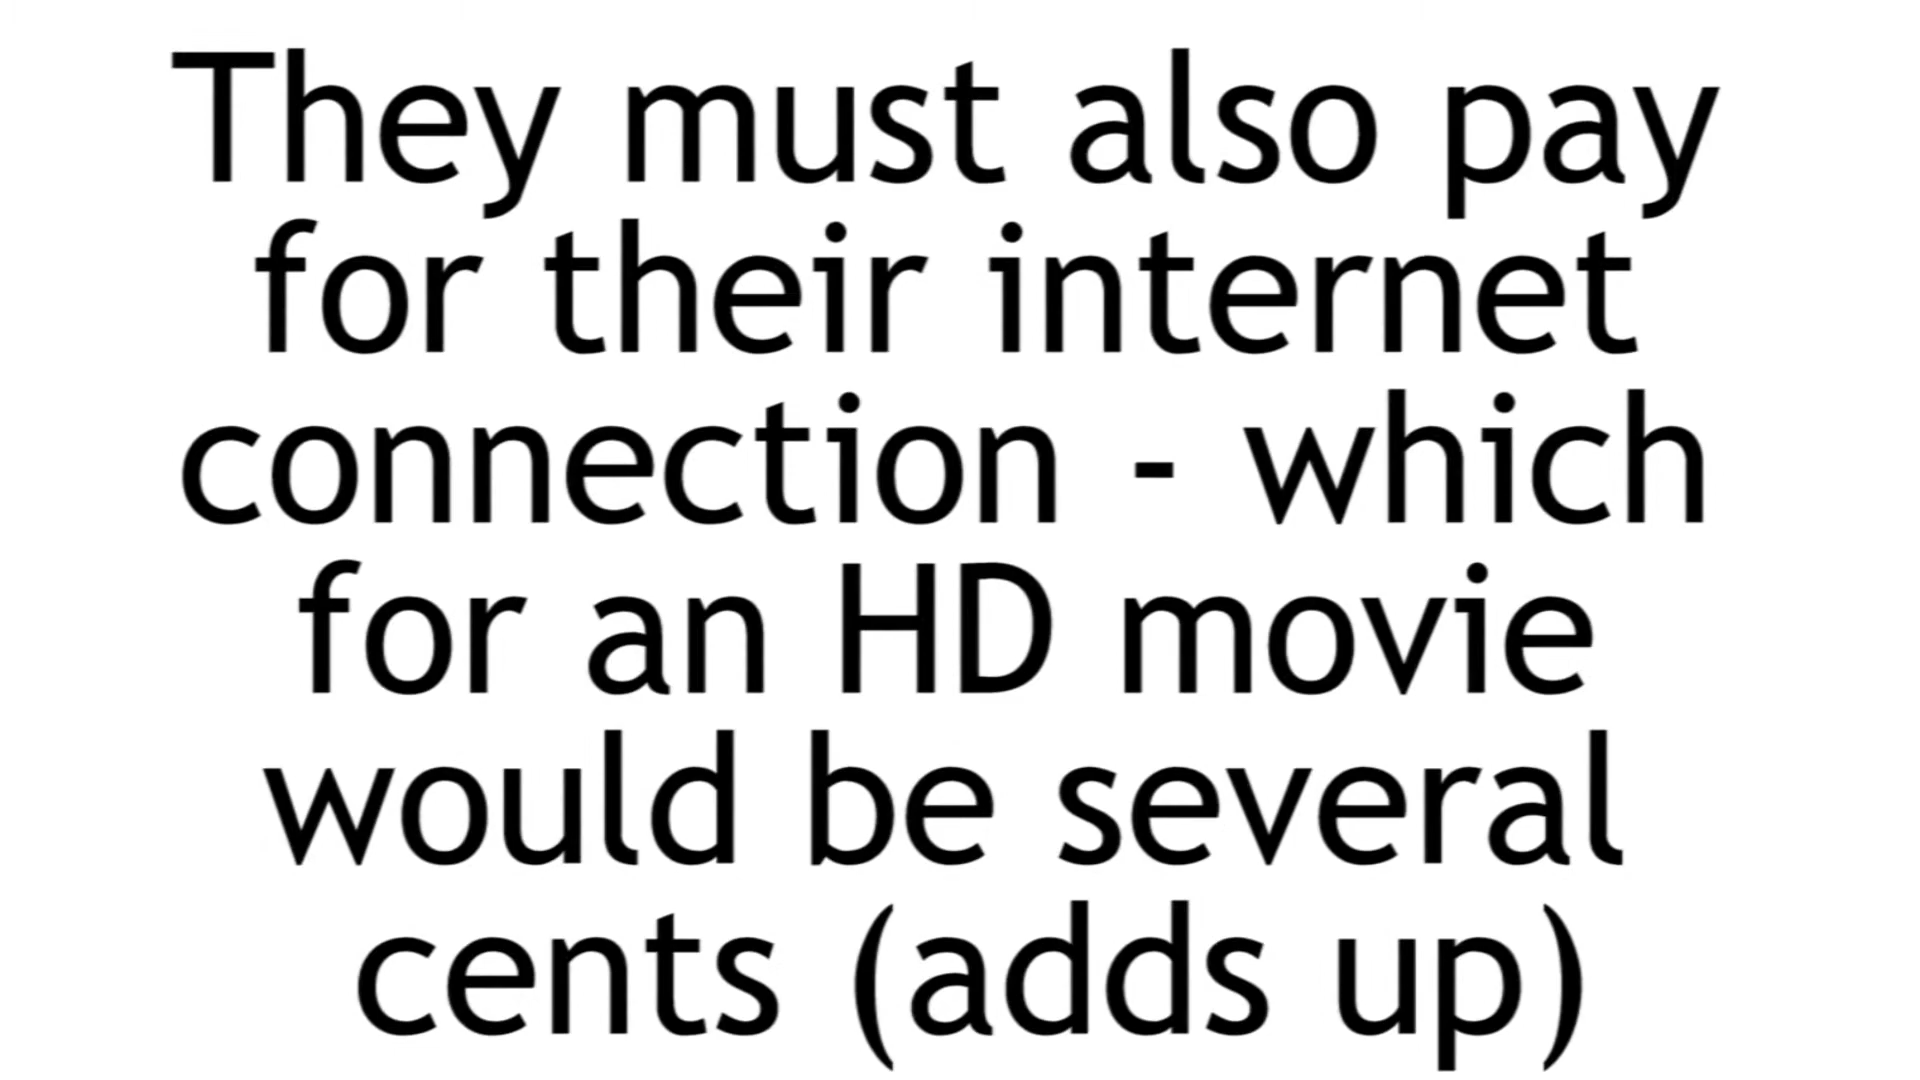 They must also pay
for their internet
connection - which
for an HD movie
would be several
cents (adds up)